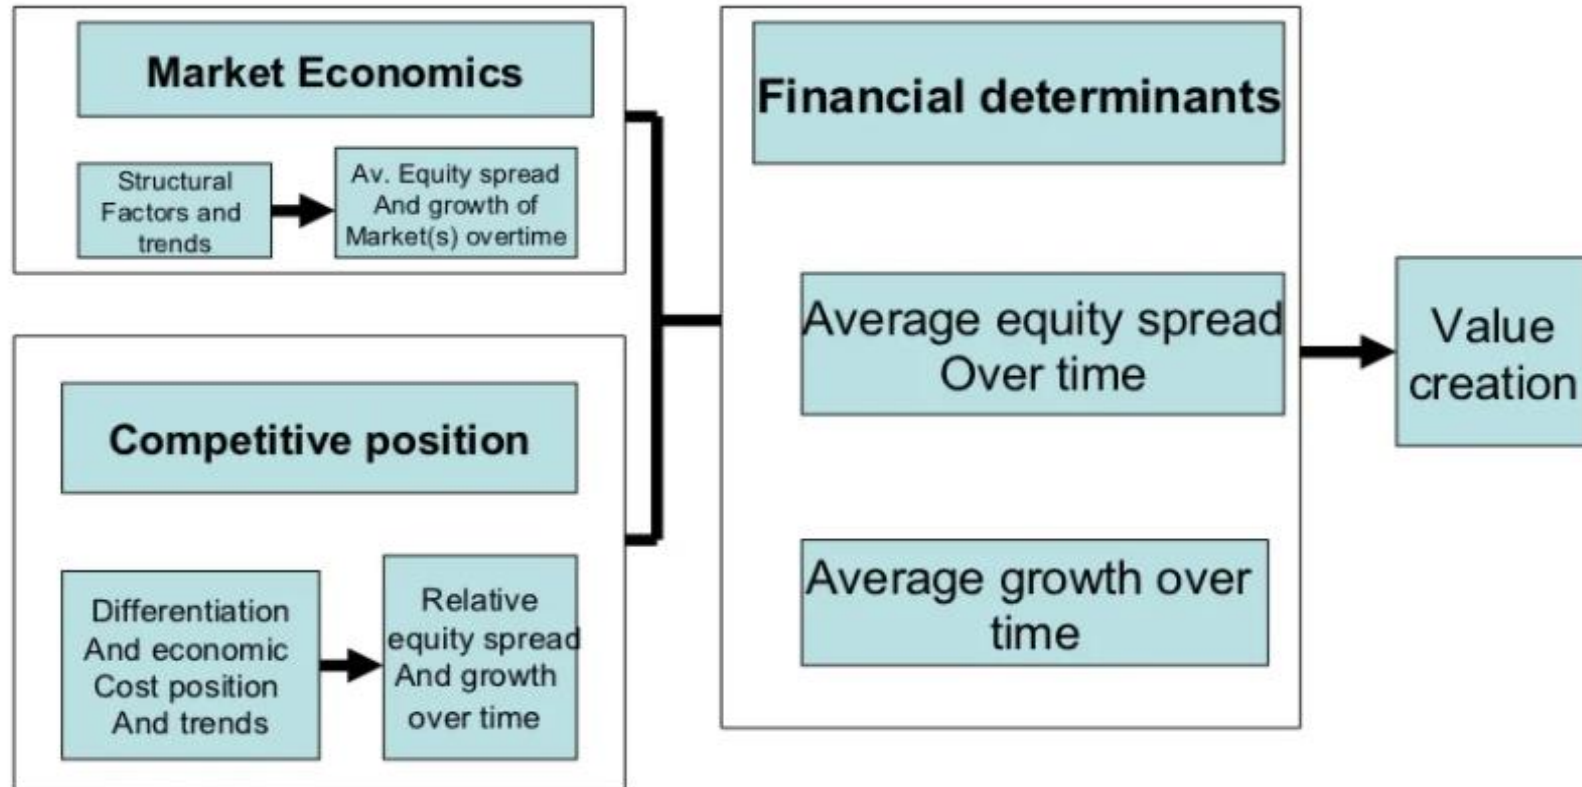 Market Economics
Structural
Factors and
trends
Av. Equity spread
And growth of
Market(s) overtime
Competitive position
Differentiation
And economic
Cost position
And trends
Relative
equity spread
And growth
over time
Financial determinants
Average equity spread
Over time
Average growth over
time
Value
creation